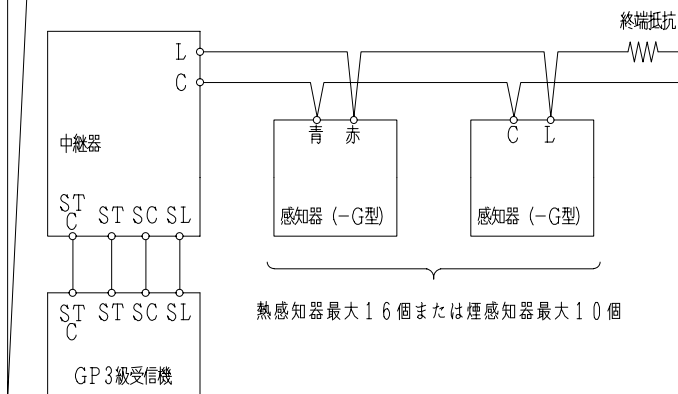 終端抵抗
L
C
中継器
青 赤
C L
感知器（－G型）
感知器（－G型）
STC ST SC SL
熱感知器最大１６個または煙感知器最大１０個
STC ST SC SL
GP3級受信機